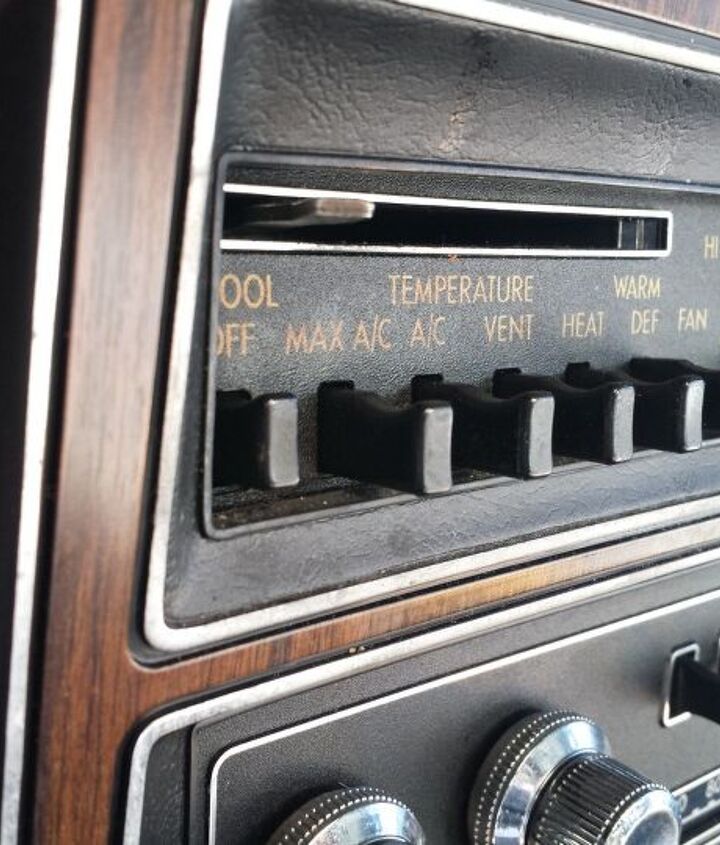 OOL TEMPERATURE WARM HI
OFF MAX A/C A/C VENT HEAT DEF FAN